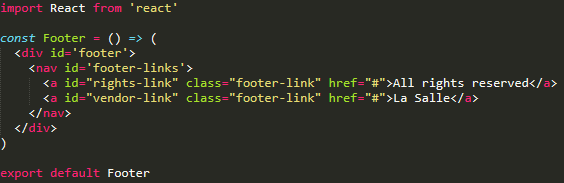 import React from 'react'
const Footer = () => (
<div id='footer'>
<nav id='footer-links'>
<a id="rights-link" class="footer-link" href="#">All rights reserved</a>
<a id="vendor-link" class="footer-link" href="#">La Salle</a>
</nav>
</div>
)
export default Footer